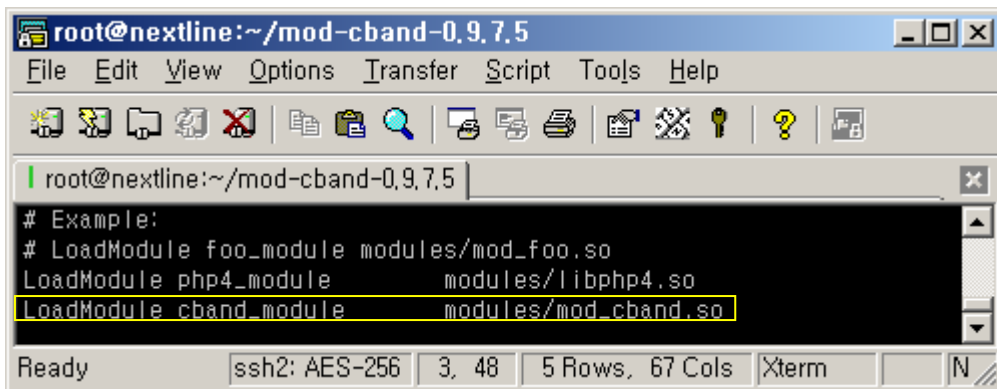 root@nextline:~/mod-cband-0.9.7.5
File Edit View Options Transfer Script Tools Help
root@nextline:~/mod-cband-0.9.7.5
# Example:
# LoadModule foo_module modules/mod_foo.so
LoadModule php4_module modules/libphp4.so
LoadModule cband_module modules/mod_cband.so
Ready ssh2: AES-256 3, 48 5 Rows, 67 Cols Xterm N